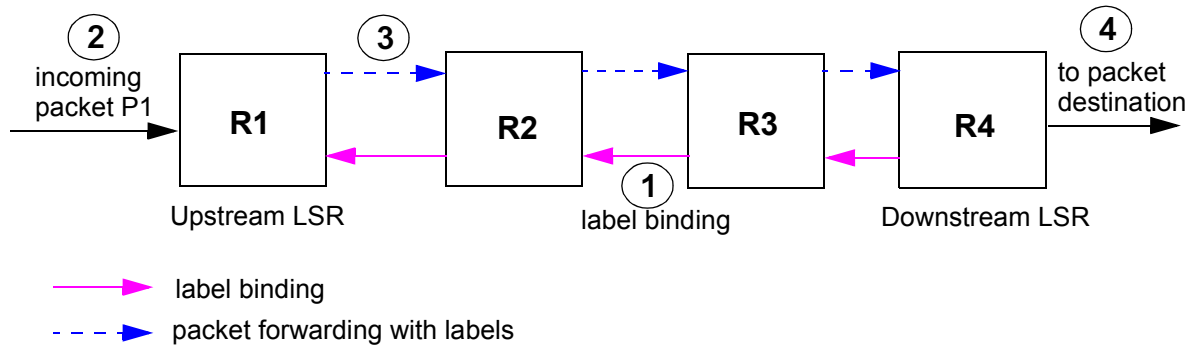 2
incoming
packet P1
3
R1
R2
R3
R4
4
to packet
destination
1
label binding
Upstream LSR
Downstream LSR
label binding
packet forwarding with labels